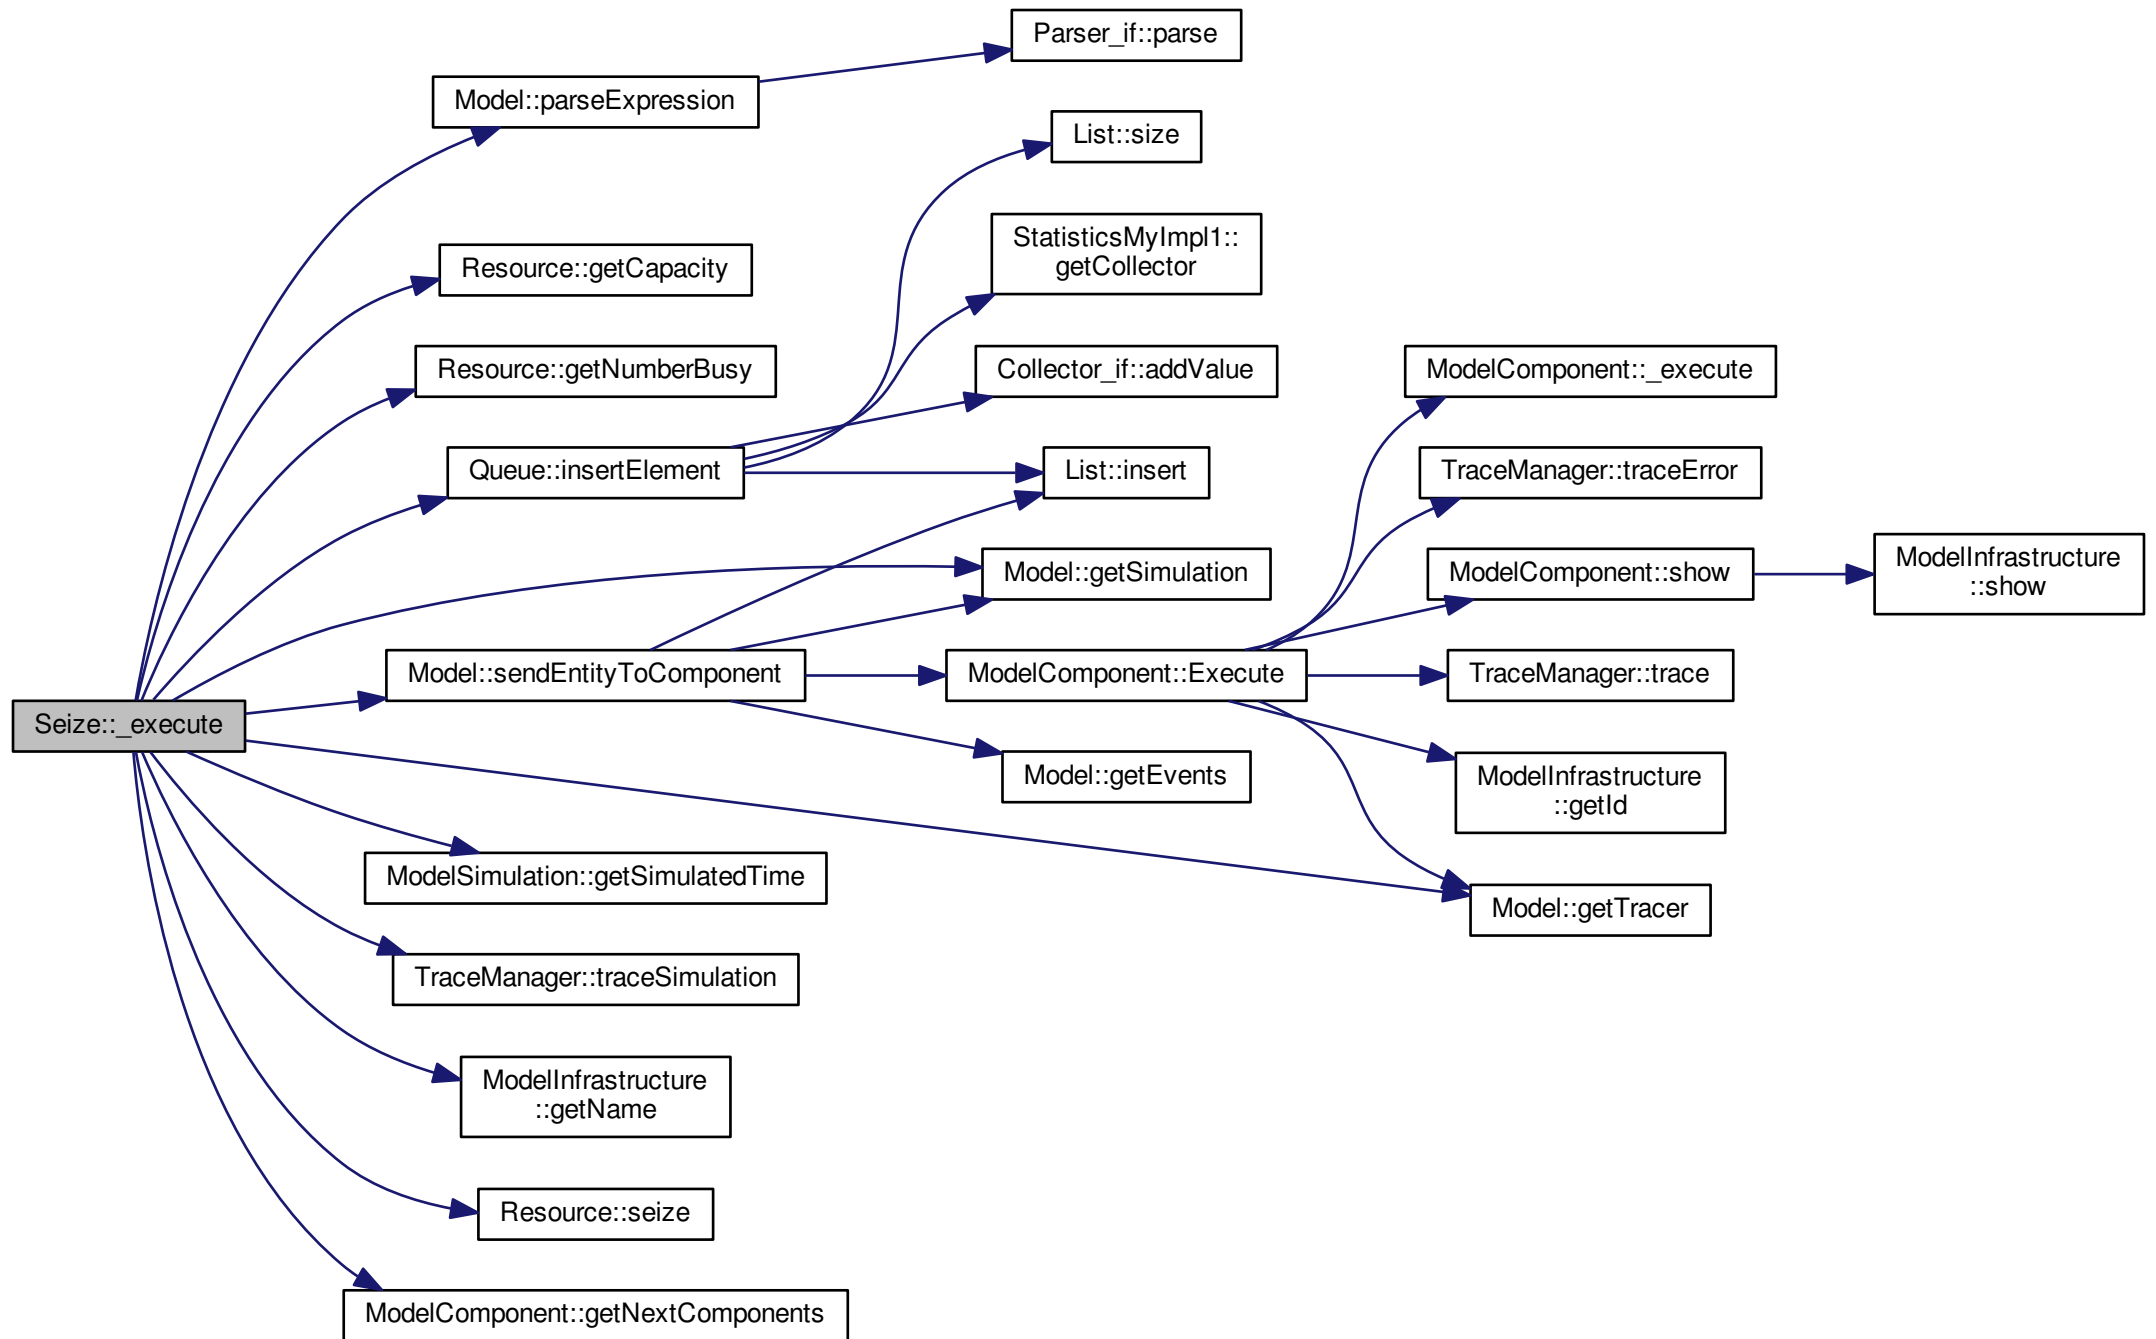 Parser_if::parse
Model::parseExpression
List::size
StatisticsMyImpl1::
getCollector
Resource::getCapacity
Resource::getNumberBusy
Collector_if::addValue
ModelComponent::_execute
Queue::insertElement
List::insert
TraceManager::traceError
Model::getSimulation
ModelComponent::show
ModelInfrastructure
::show
Model::sendEntityToComponent
ModelComponent::Execute
TraceManager::trace
Seize::_execute
Model::getEvents
ModelInfrastructure
::getId
ModelSimulation::getSimulatedTime
Model::getTracer
TraceManager::traceSimulation
ModelInfrastructure
::getName
Resource::seize
ModelComponent::getNextComponents